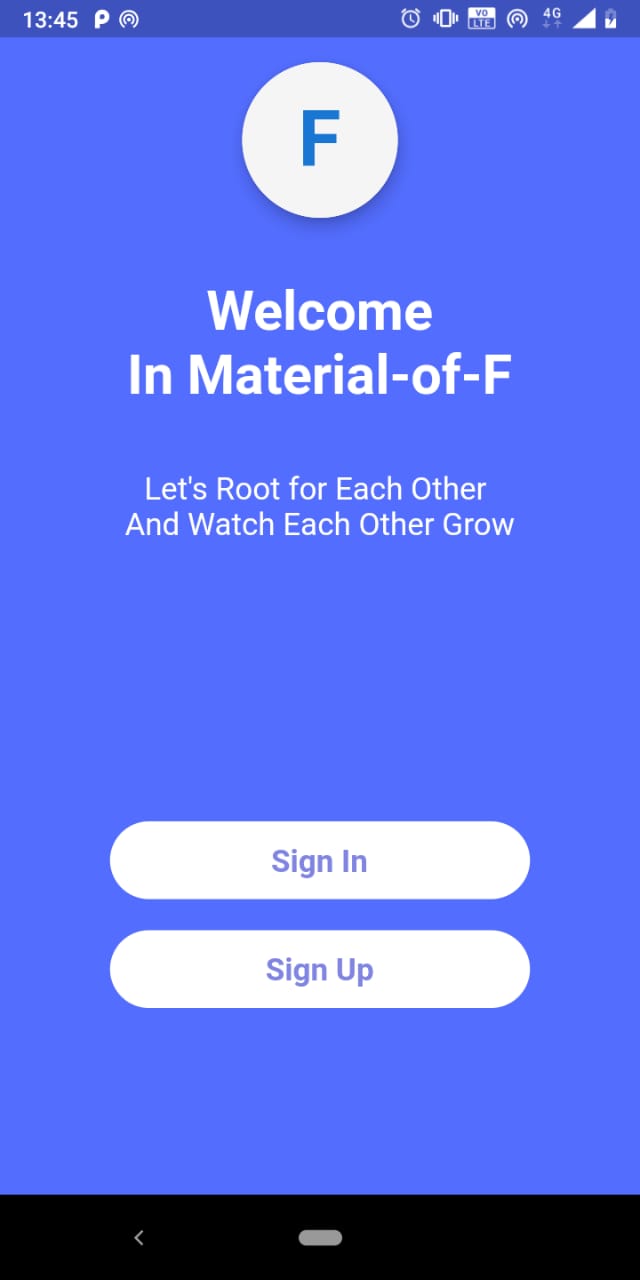 13:45
VO LTE
4G
F
Welcome
In Material-of-F
Let's Root for Each Other
And Watch Each Other Grow
Sign In
Sign Up